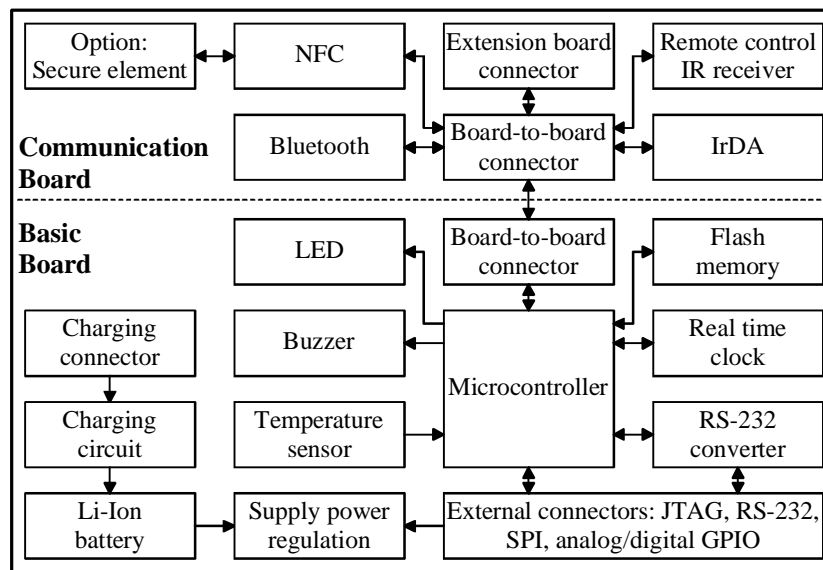 Option:
Secure element
NFC
Extension board
connector
Remote control
IR receiver
Communication
Board
Bluetooth
Board-to-board
connector
IrDA
Basic
Board
LED
Board-to-board
connector
Flash
memory
Charging
connector
Buzzer
Microcontroller
Real time
clock
Charging
circuit
Temperature
sensor
RS-232
converter
Li-Ion
battery
Supply power
regulation
External connectors: JTAG, RS-232,
SPI, analog/digital GPIO